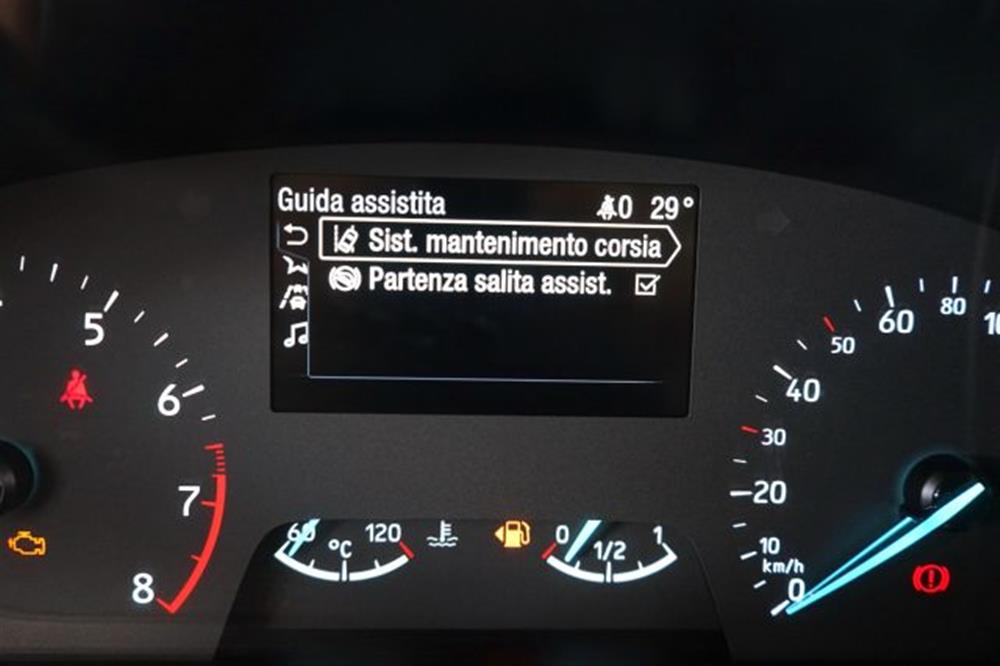 Guida assistita 0 29°
Sist. mantenimento corsia
Partenza salita assist.
5
6
7
8
60 120
°C
0 1/2 1
0
10
20
30
40
50
60
80
km/h